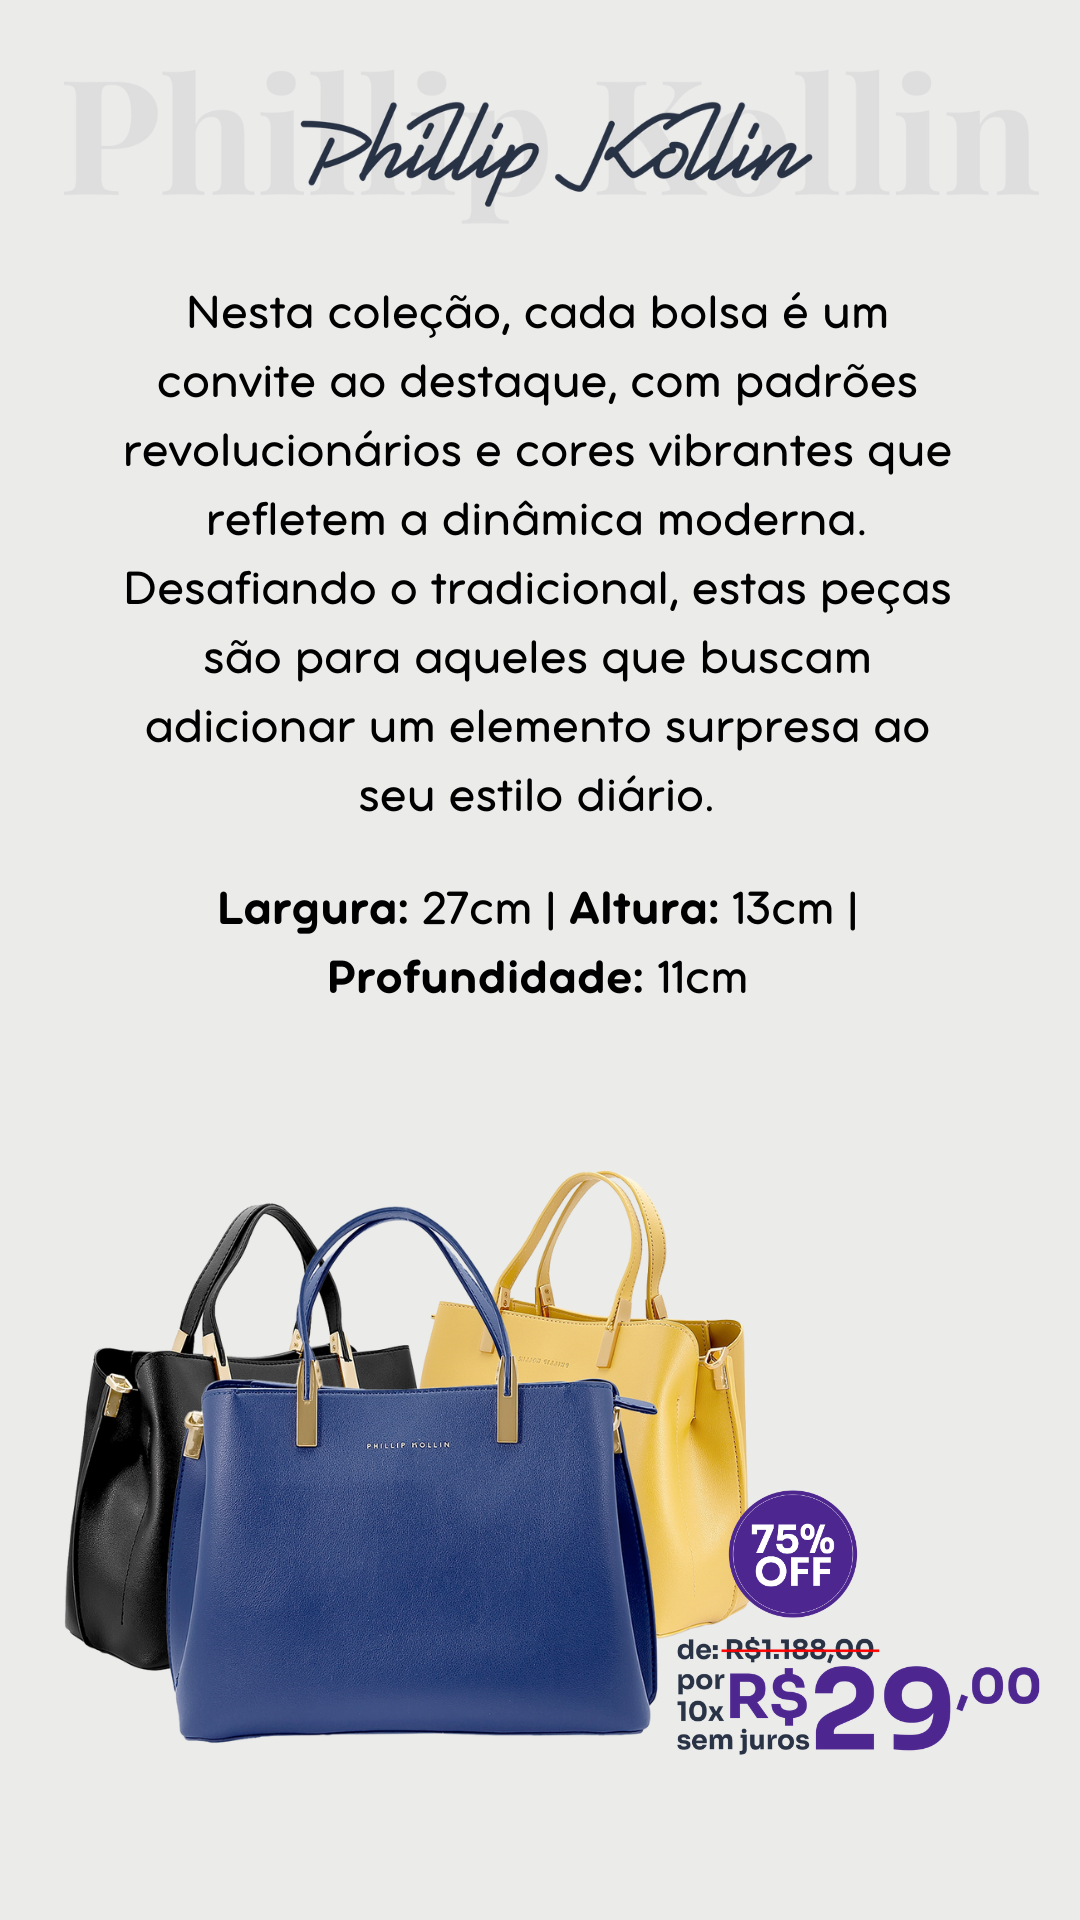 Phillip Kollin
Phillip Kollin
Nesta coleção, cada bolsa é um
convite ao destaque, com padrões
revolucionários e cores vibrantes que
refletem a dinâmica moderna.
Desafiando o tradicional, estas peças
são para aqueles que buscam
adicionar um elemento surpresa ao
seu estilo diário.
Largura: 27cm | Altura: 13cm |
Profundidade: 11cm
PHILLIP KOLLIN
PHILLIP KOLLIN
75%
OFF
de: R$1.188,00
por
10x
sem juros
R$29,00